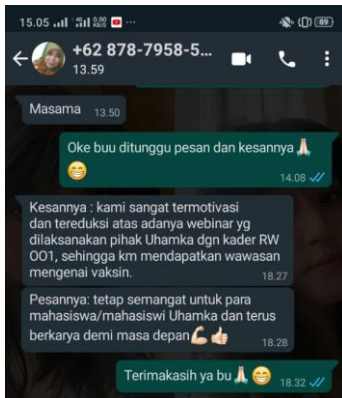 15.05
89
+62 878-7958-5...
13.59
Masama 13.50
Oke buu ditunggu pesan dan kesannya🙏🏻
😁 14.08
Kesannya : kami sangat termotivasi
dan tereduksi atas adanya webinar yg
dilaksanakan pihak Uhamka dgn kader RW
OO1, sehingga km mendapatkan wawasan
mengenai vaksin. 18.27
Pesannya: tetap semangat untuk para
mahasiswa/mahasiswi Uhamka dan terus
berkarya demi masa depan💪🏻👍🏻 18.28
Terimakasih ya bu🙏🏻😁 18.32